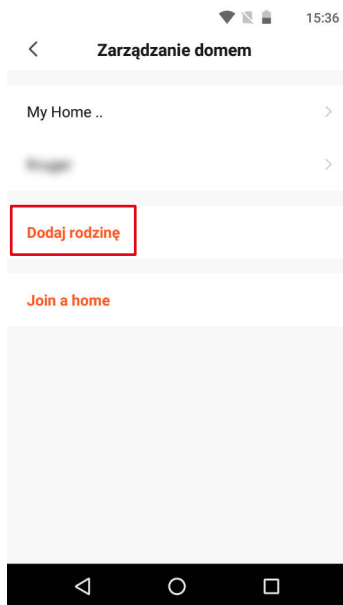 15:36
Zarządzanie domem
My Home ..
Dodaj rodzinę
Join a home